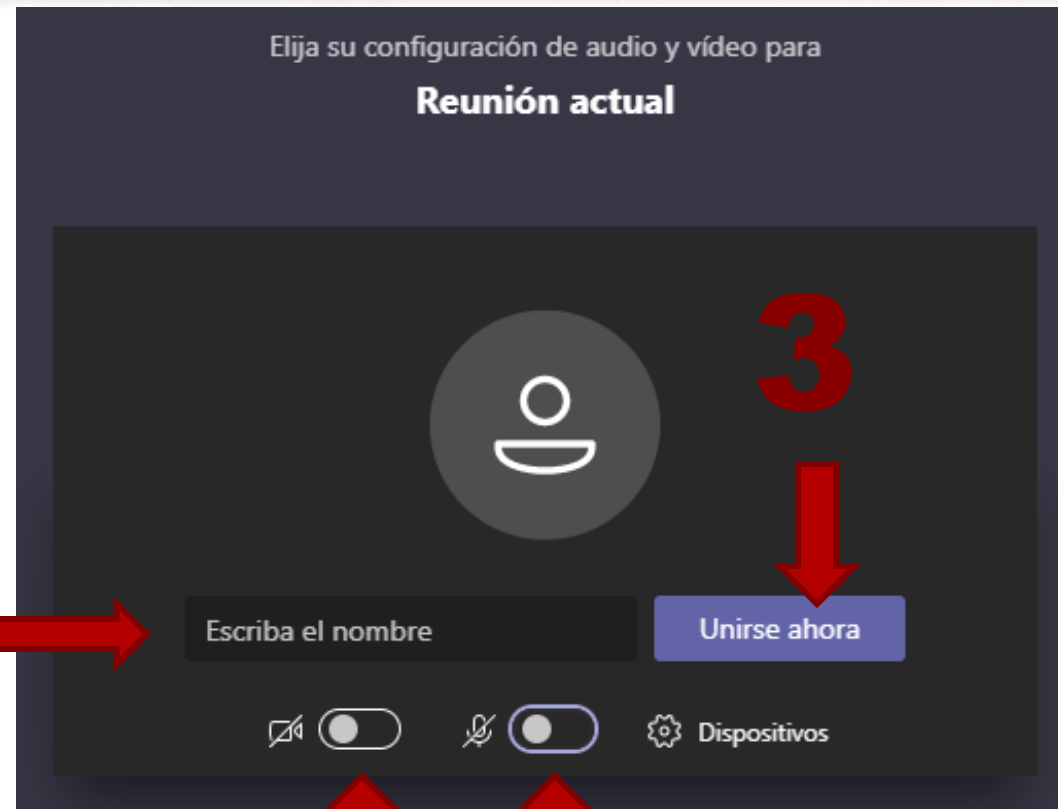 Elija su configuración de audio y vídeo para
Reunión actual
3
Escriba el nombre
Unirse ahora
Dispositivos